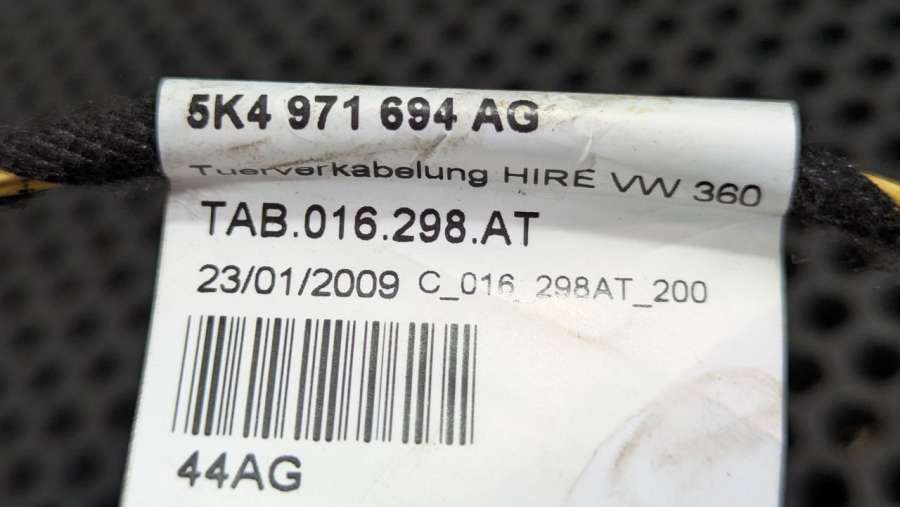 5K4 971 694 AG
Tuerverkabelung HIRE VW 360
TAB.016.298.AT
23/01/2009 C_016_298AT_200
44AG